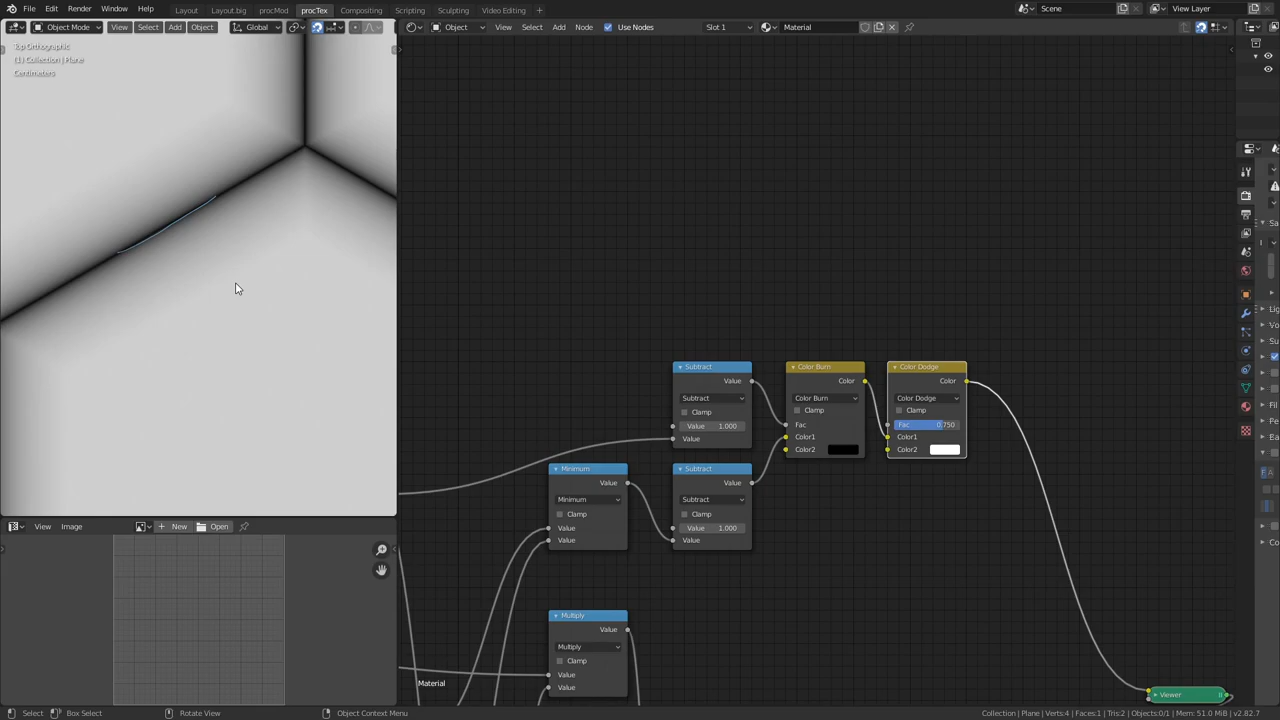 File Edit Render Window Help Layout Layout.big procMod procTex Compositing Scripting Sculpting Video Editing Scene View Layer
Object Mode View Select Add Object Global
Object View Select Add Node Use Nodes Slot 1 Material
Top Orthographic
(1) Collection | Plane
Centimeters
Subtract
Value
Subtract
Clamp
Value 1.000
Value
Color Burn
Color
Color Burn
Clamp
Fac
Color1
Color2
Color Dodge
Color
Color Dodge
Clamp
Fac 0.750
Color1
Color2
Minimum
Value
Minimum
Clamp
Value
Value
Subtract
Value
Subtract
Clamp
Value 1.000
Value
Multiply
Value
Multiply
Clamp
Value
Value
Material
Viewer
View Image New Open
Select Box Select Rotate View Object Context Menu Collection | Plane | Verts:4 | Faces:1 | Tris:2 | Objects:0/1 | Mem: 51.0 MiB | v2.82.7